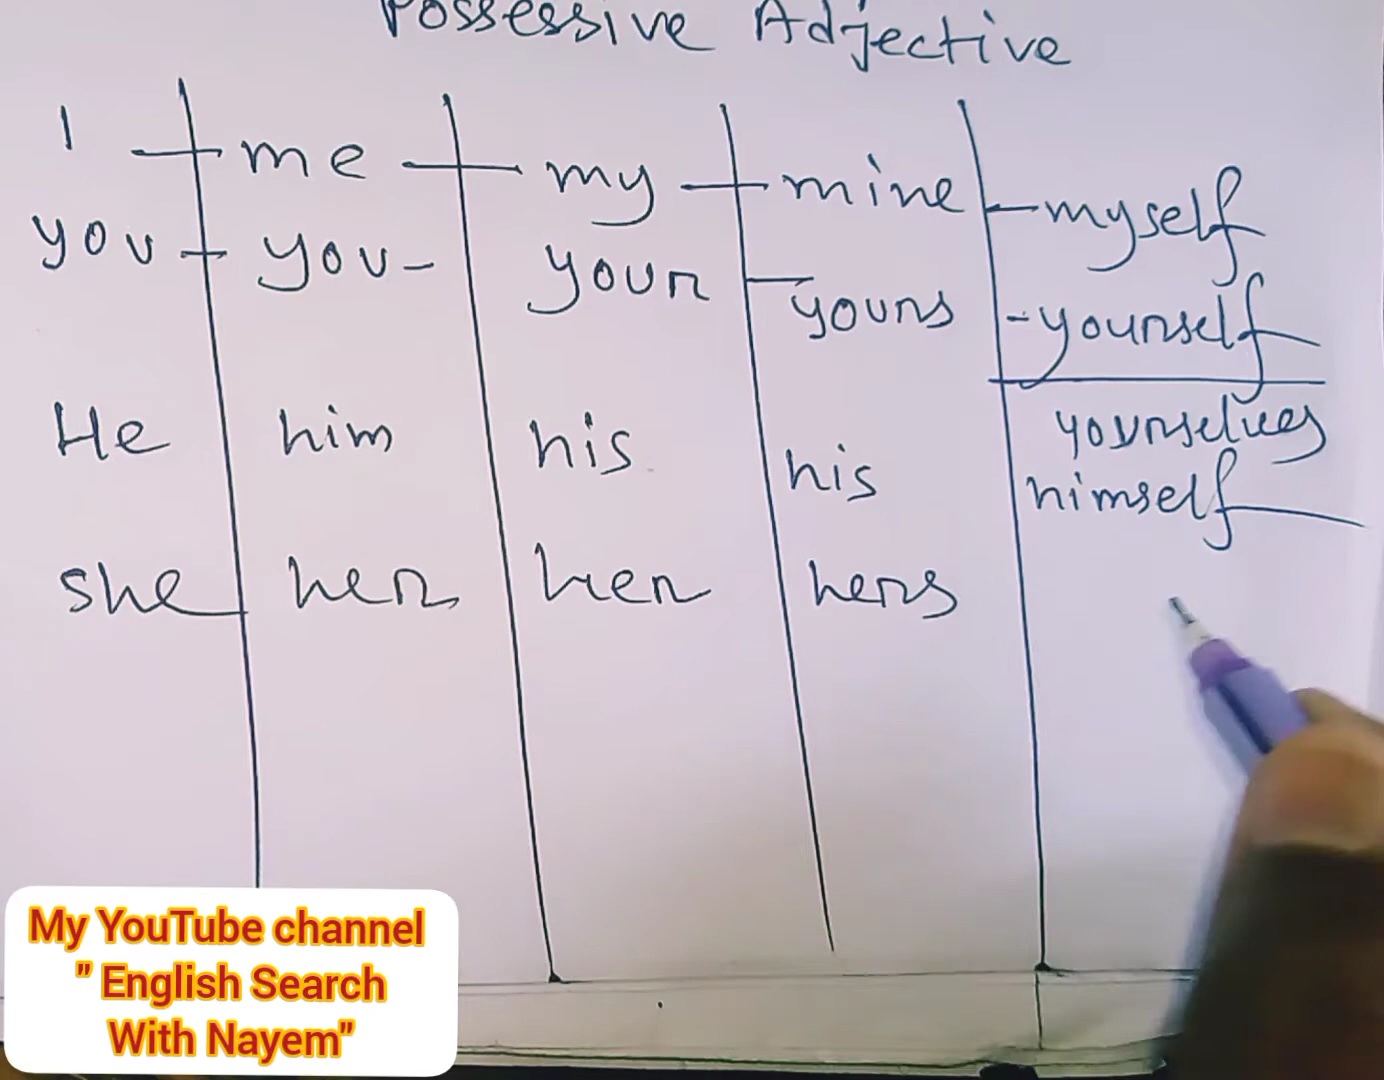 Possessive Adjective
I me my mine myself
you you your yours yourself
yourselves
He him his his himself
she her her hers
My YouTube channel
" English Search
With Nayem"